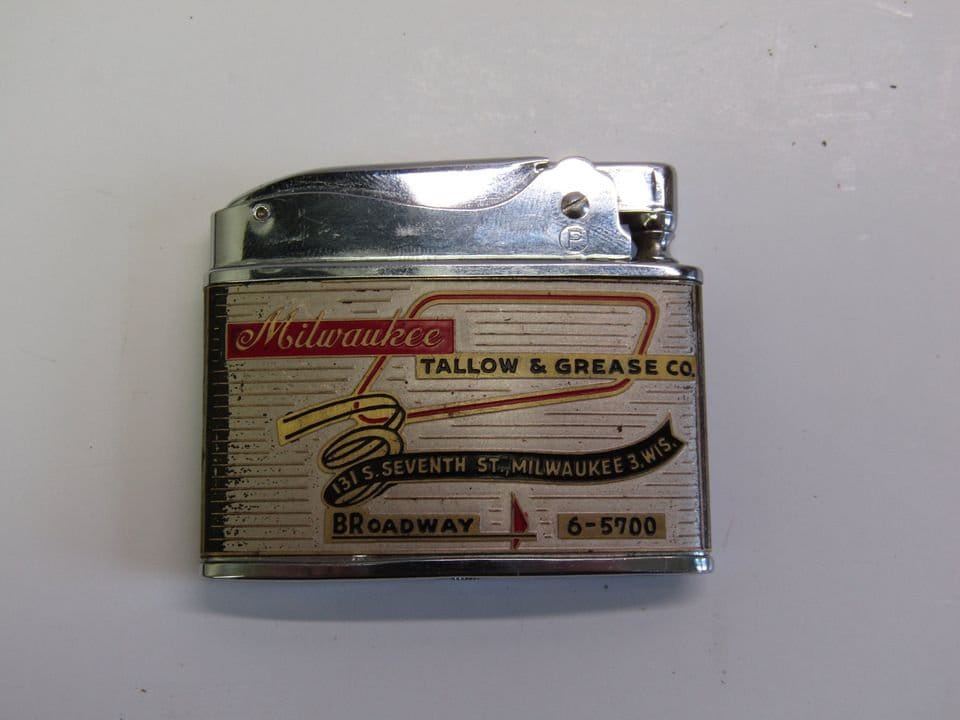 P
Milwaukee
TALLOW & GREASE CO.
131 S. SEVENTH ST., MILWAUKEE 3, WIS.
BROADWAY 6-5700